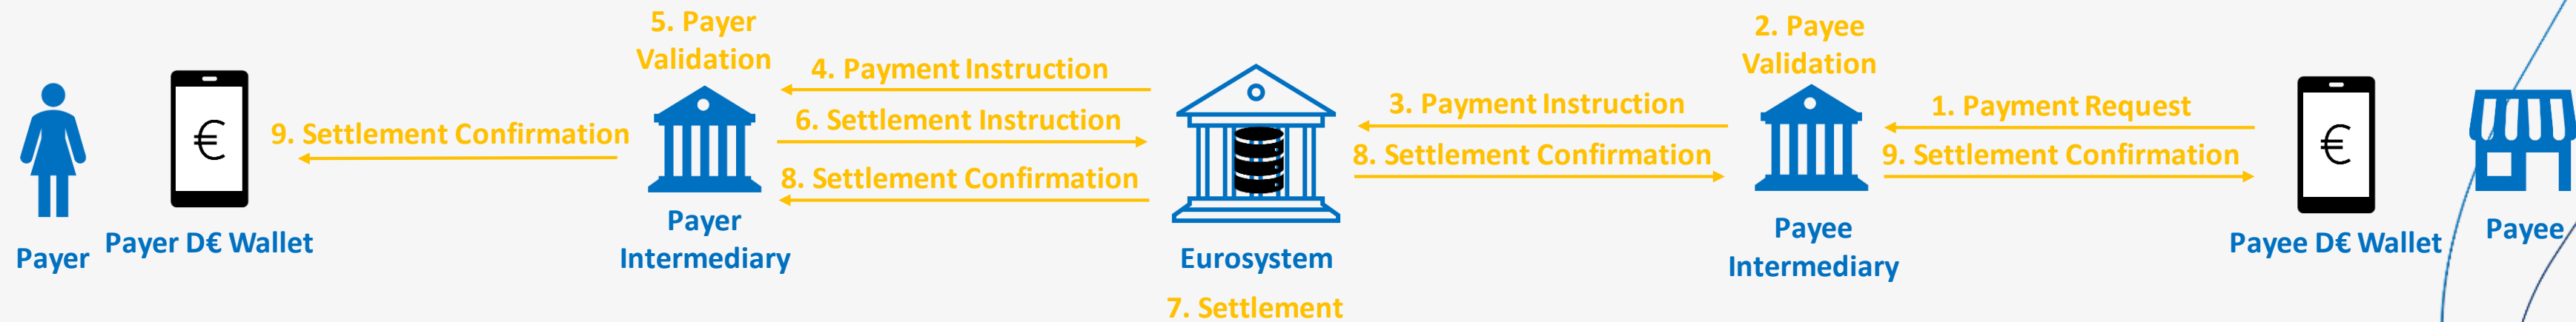 5. Payer
Validation
2. Payee
Validation
4. Payment Instruction
3. Payment Instruction
1. Payment Request
€
9. Settlement Confirmation
6. Settlement Instruction
8. Settlement Confirmation
9. Settlement Confirmation
€
8. Settlement Confirmation
Payer
Payer D€ Wallet
Payer
Intermediary
Eurosystem
Payee
Intermediary
Payee D€ Wallet
Payee
7. Settlement